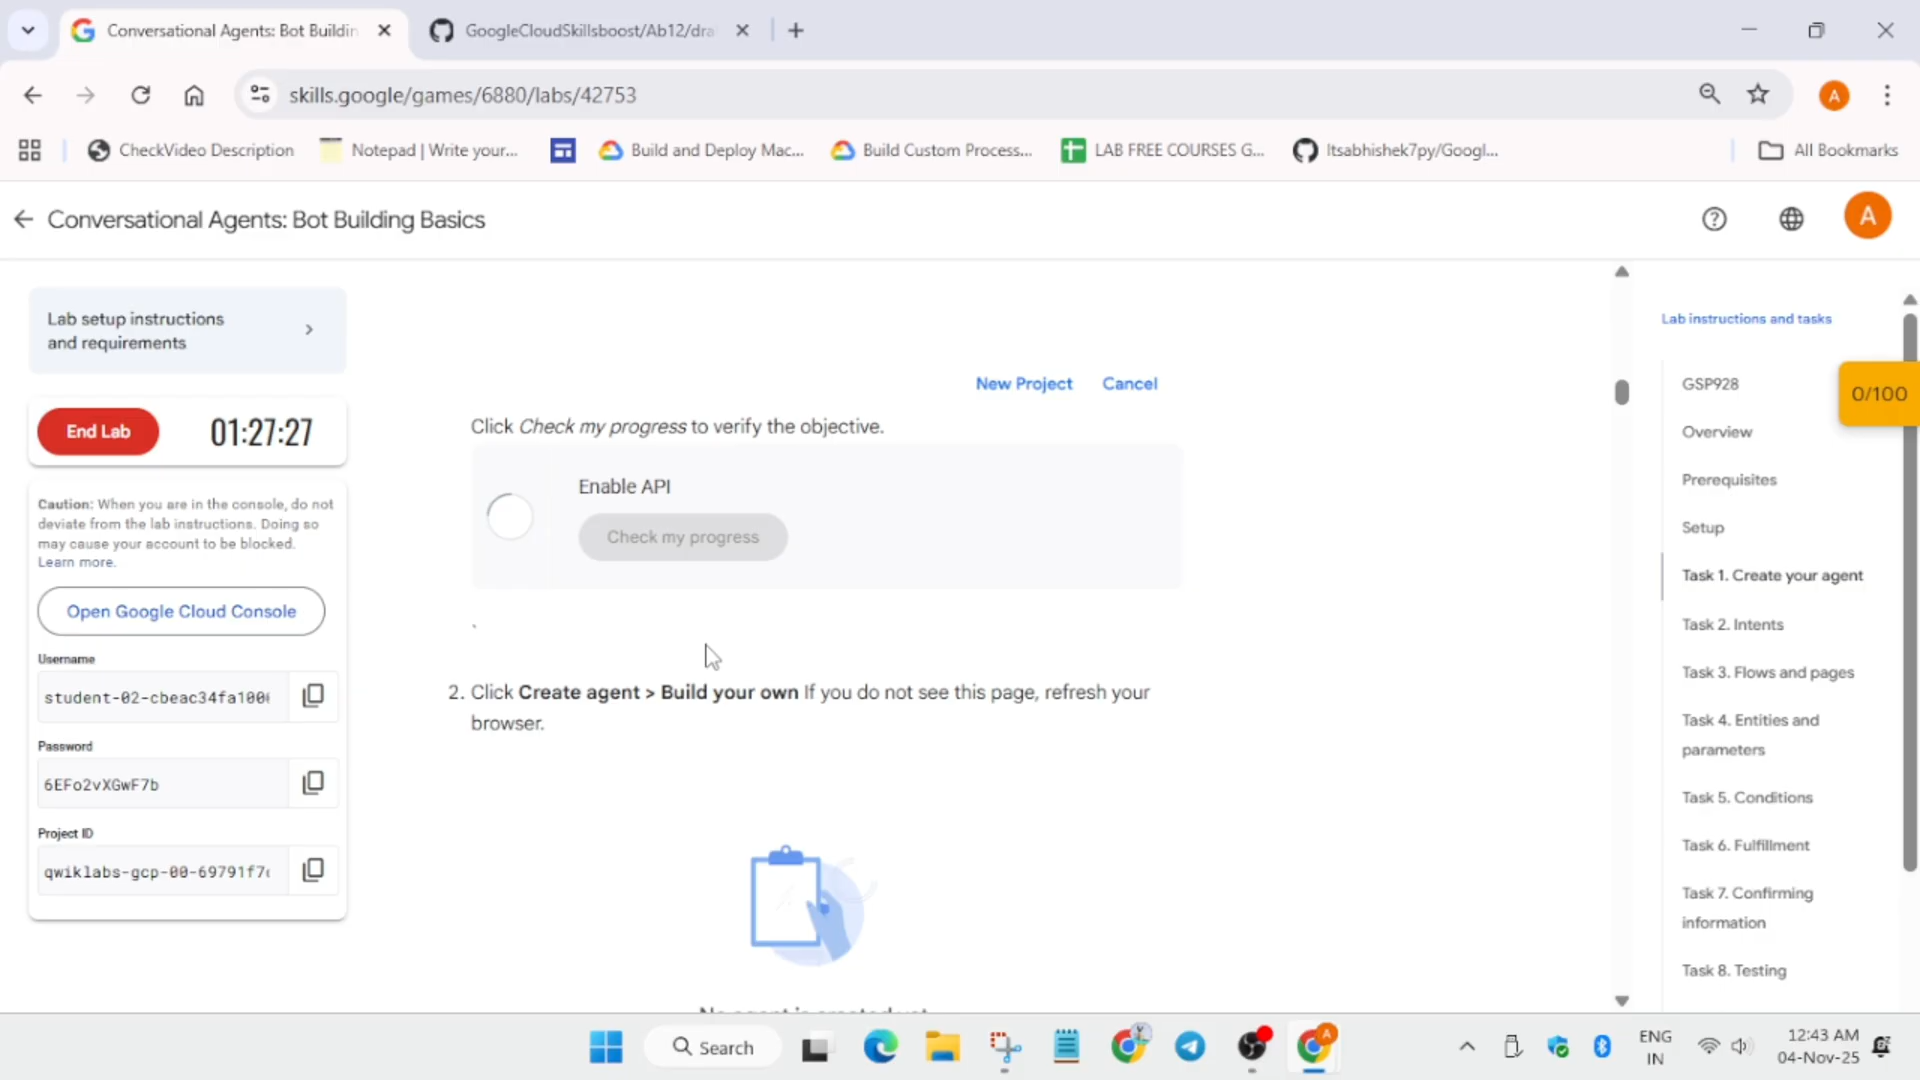 Conversational Agents: Bot Buildin
GoogleCloudSkillsboost/Ab12/dra
skills.google/games/6880/labs/42753
A
CheckVideo Description
Notepad | Write your...
Build and Deploy Mac...
Build Custom Process...
LAB FREE COURSES G...
Itsabhishek7py/Googl...
All Bookmarks
Conversational Agents: Bot Building Basics
A
Lab setup instructions
and requirements
End Lab
01:27:27
Caution: When you are in the console, do not
deviate from the lab instructions. Doing so
may cause your account to be blocked.
Learn more.
Open Google Cloud Console
Username
student-02-cbeac34fa100
Password
6EFo2vXGwF7b
Project ID
qwiklabs-gcp-00-69791f7
New Project
Cancel
Click Check my progress to verify the objective.
Enable API
Check my progress
`
2. Click Create agent > Build your own If you do not see this page, refresh your
browser.
Lab instructions and tasks
GSP928
0/100
Overview
Prerequisites
Setup
Task 1. Create your agent
Task 2. Intents
Task 3. Flows and pages
Task 4. Entities and
parameters
Task 5. Conditions
Task 6. Fulfillment
Task 7. Confirming
information
Task 8. Testing
Search
A
ENG
IN
12:43 AM
04-Nov-25